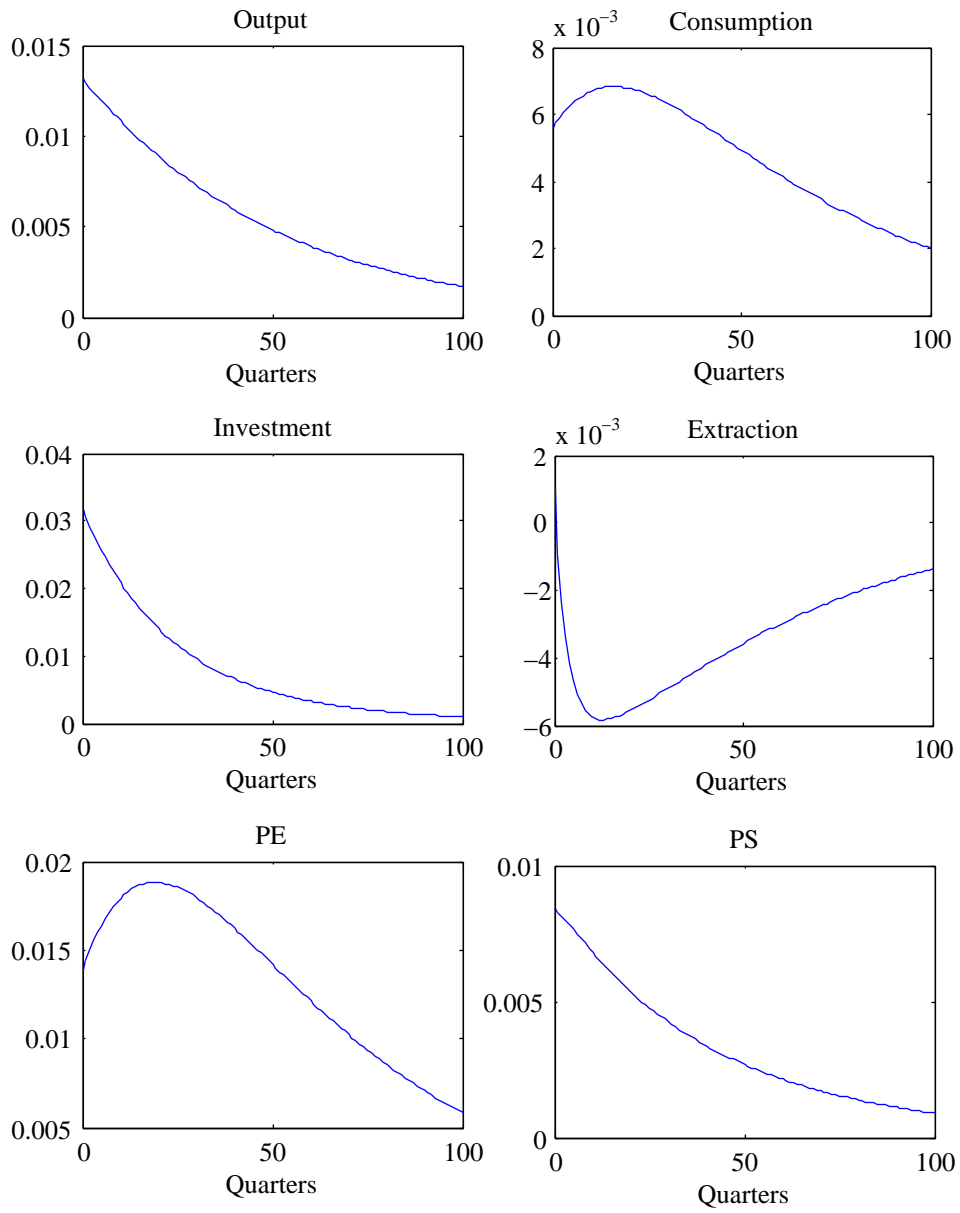 Output
0.015
0.01
0.005
0
0 50 100
Quarters
Consumption
x 10−3
8
6
4
2
0
0 50 100
Quarters
Investment
0.04
0.03
0.02
0.01
0
0 50 100
Quarters
Extraction
x 10−3
2
0
−2
−4
−6
0 50 100
Quarters
PE
0.02
0.015
0.01
0.005
0 50 100
Quarters
PS
0.01
0.005
0
0 50 100
Quarters